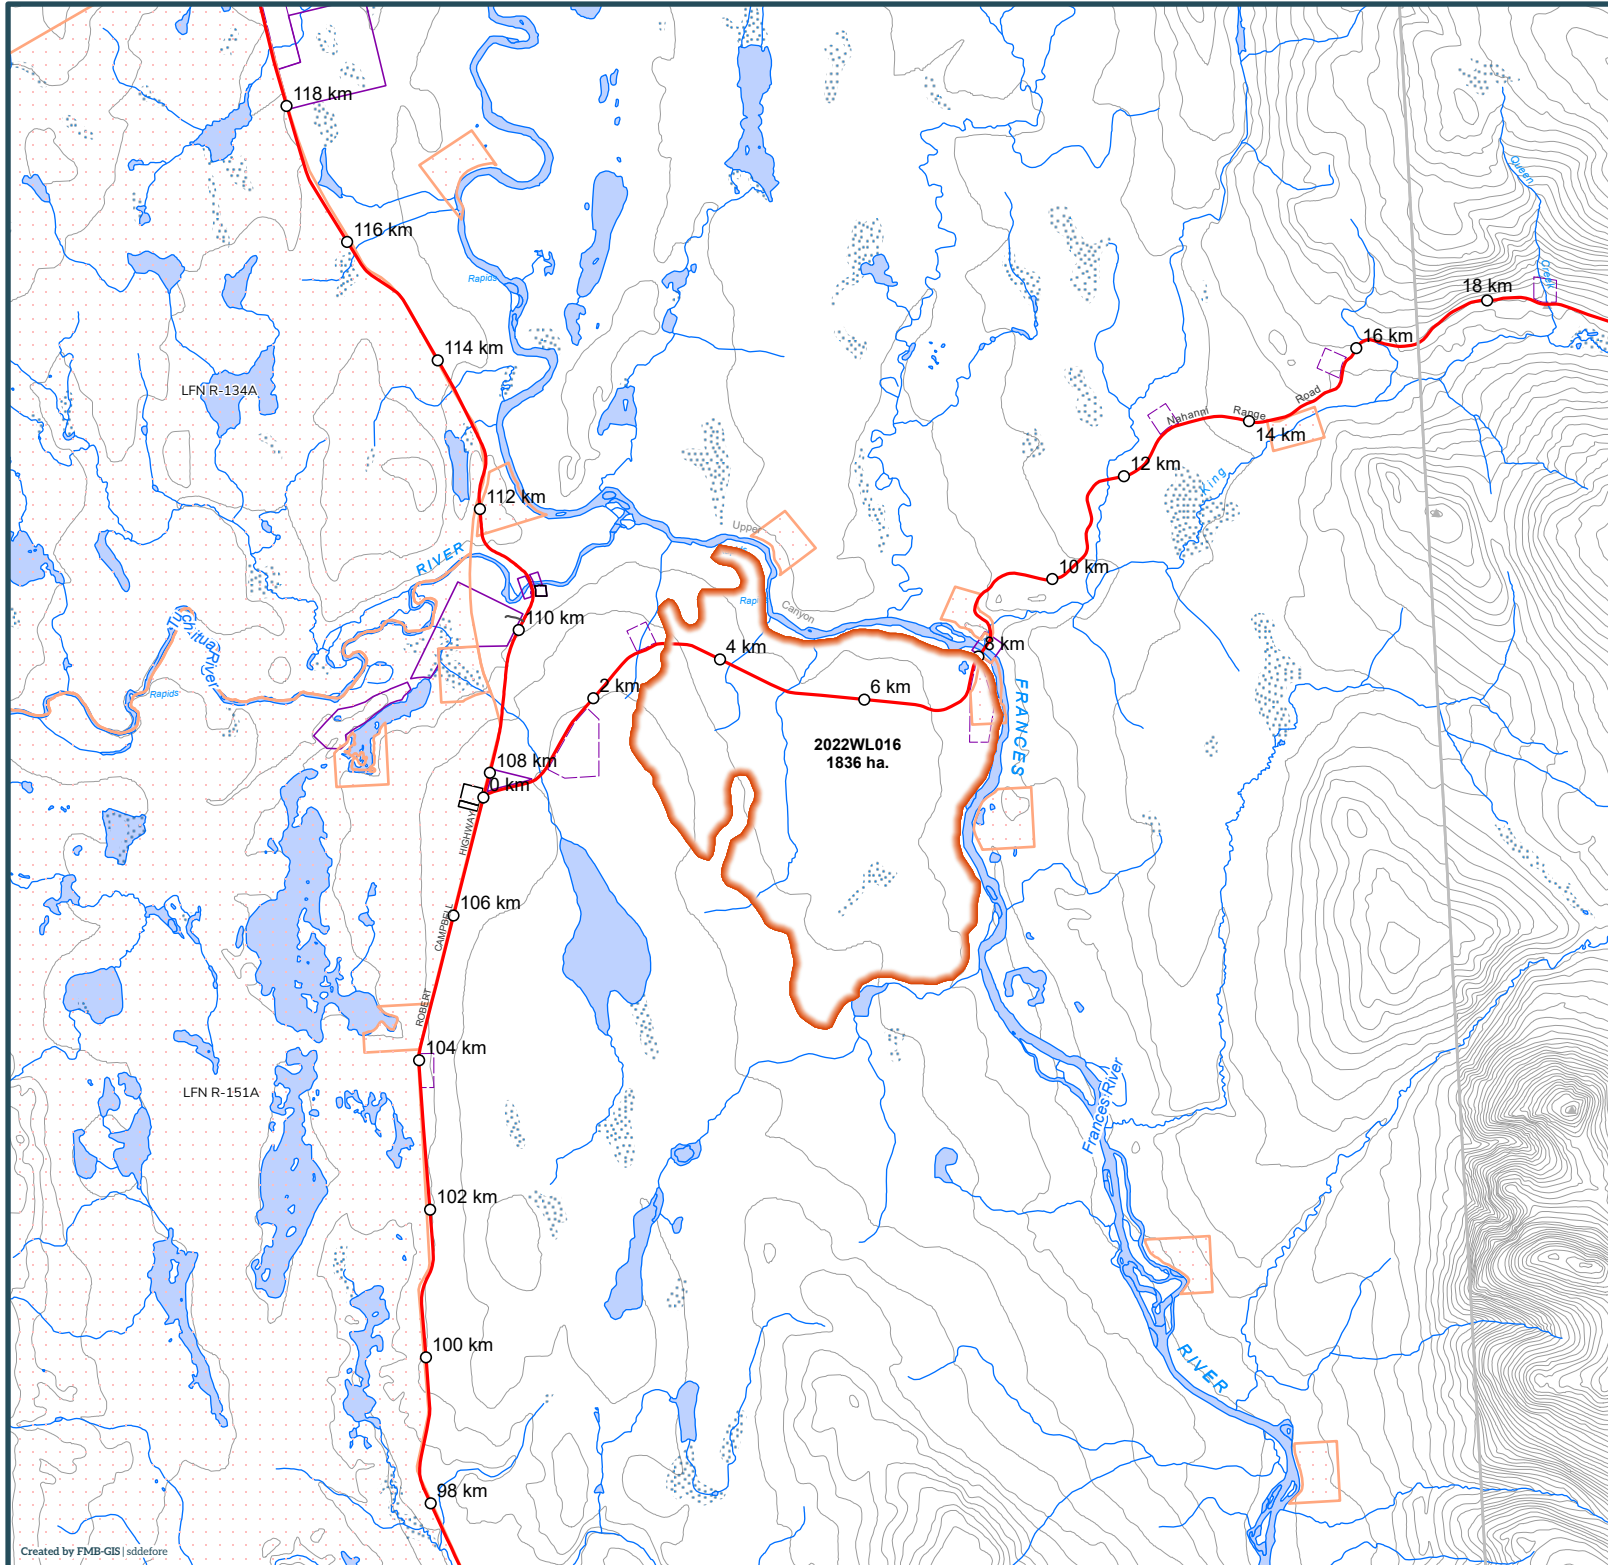 118 km
116 km
Rapids
114 km
LFN R-134A
112 km
RIVER
110 km
Rapids
Queen
Creek
18 km
16 km
Nahanni Range Road
14 km
12 km
King
10 km
Upper
Canyon
8 km
4 km
2 km
6 km
FRANCES
2022WL016
1836 ha.
108 km
0 km
HIGHWAY
106 km
CAMPBELL
ROBERT
104 km
LFN R-151A
Frances River
102 km
100 km
RIVER
98 km
Created by FMB-GIS | sddefore